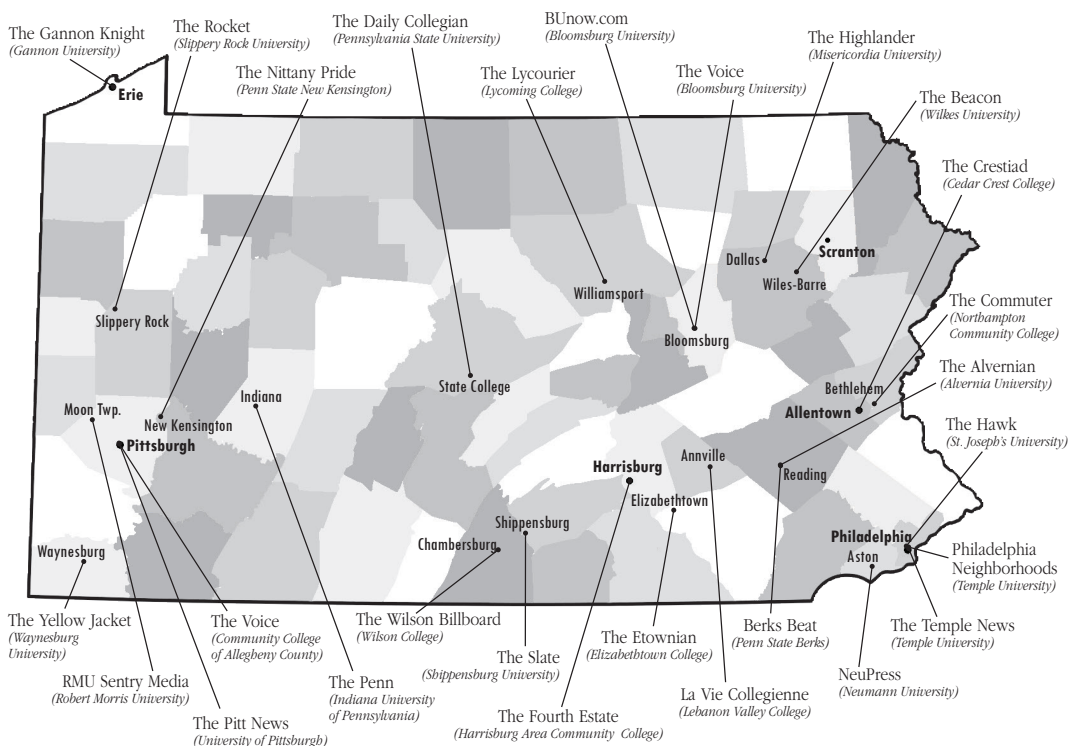 The Gannon Knight
(Gannon University)
The Rocket
(Slippery Rock University)
The Nittany Pride
(Penn State New Kensington)
The Daily Collegian
(Pennsylvania State University)
The Lycourier
(Lycoming College)
BUnow.com
(Bloomsburg University)
The Voice
(Bloomsburg University)
The Highlander
(Misericordia University)
The Beacon
(Wilkes University)
The Crestiad
(Cedar Crest College)
The Commuter
(Northampton
Community College)
The Alvernian
(Alvernia University)
The Hawk
(St. Joseph's University)
Erie
Scranton
Dallas
Wiles-Barre
Williamsport
Slippery Rock
Bloomsburg
State College
Bethlehem
Allentown
Indiana
Moon Twp.
New Kensington
Pittsburgh
Annville
Harrisburg
Reading
Elizabethtown
Shippensburg
Chambersburg
Philadelphia
Aston
Waynesburg
Philadelphia
Neighborhoods
(Temple University)
The Yellow Jacket
(Waynesburg
University)
The Voice
(Community College
of Allegheny County)
The Wilson Billboard
(Wilson College)
The Etownian
(Elizabethtown College)
Berks Beat
(Penn State Berks)
The Temple News
(Temple University)
The Slate
(Shippensburg University)
RMU Sentry Media
(Robert Morris University)
The Penn
(Indiana University
of Pennsylvania)
NeuPress
(Neumann University)
La Vie Collegienne
(Lebanon Valley College)
The Pitt News
(University of Pittsburgh)
The Fourth Estate
(Harrisburg Area Community College)